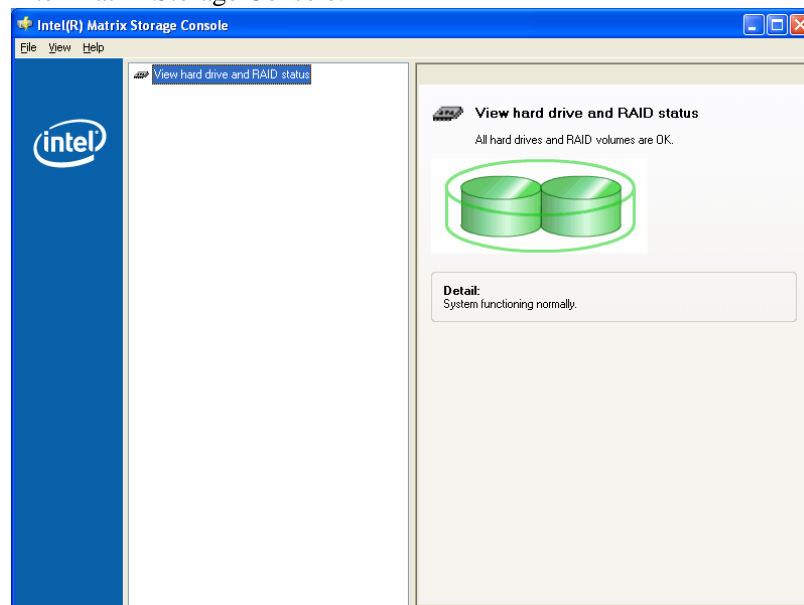 Intel(R) Matrix Storage Console
File View Help
View hard drive and RAID status
intel
View hard drive and RAID status
All hard drives and RAID volumes are OK.
Detail:
System functioning normally.